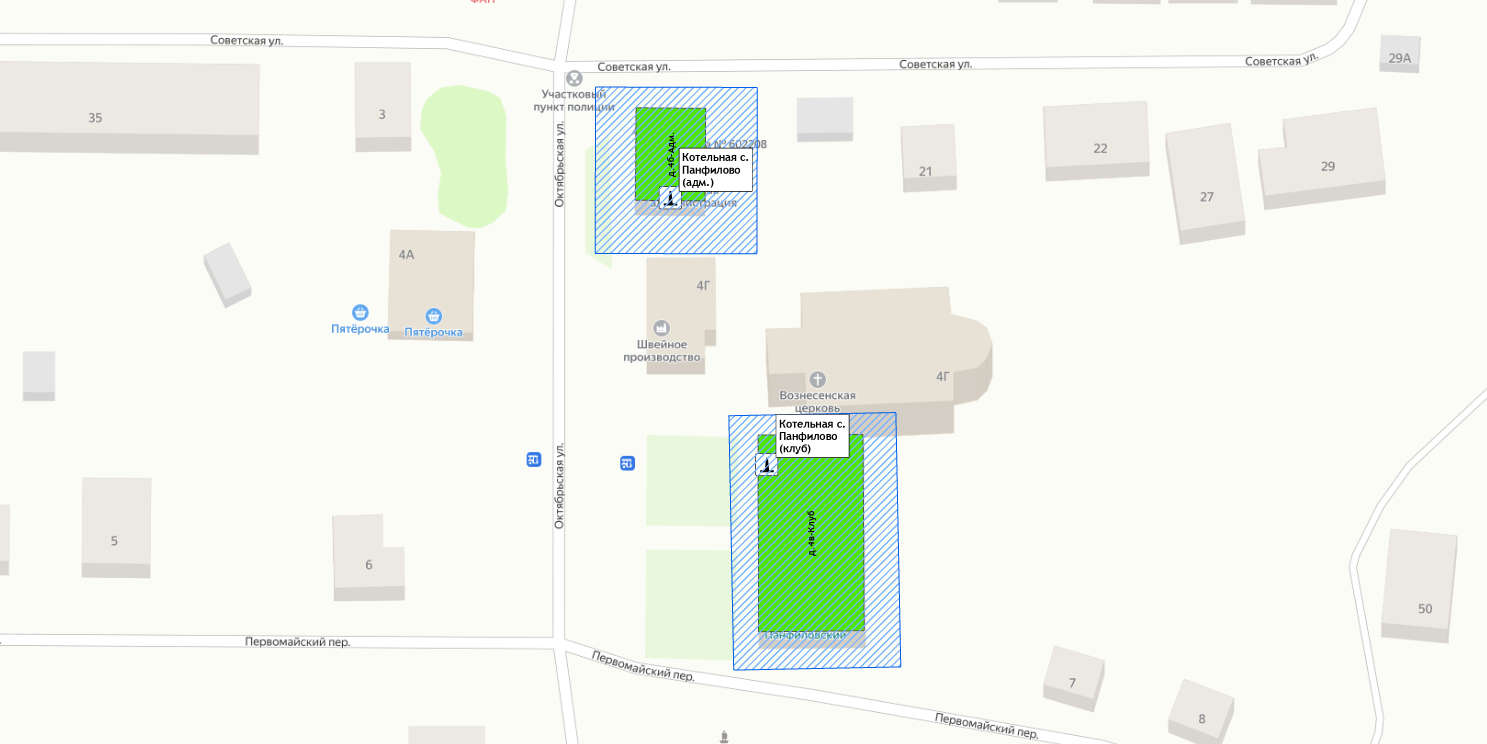 ФАП
Советская ул.
Советская ул.
Советская ул.
Советская ул.
29А
Участковый
пункт полиции
35
3
Октябрьская ул.
д.4б-Адм.
№ 602208
Котельная с.
Панфилово
(адм.)
21
22
27
29
4А
4Г
Пятёрочка
Пятёрочка
Швейное
производство
4Г
Вознесенская
церковь
Котельная с.
Панфилово
(клуб)
Октябрьская ул.
д.4в-Клуб
5
6
50
Панфиловский
Первомайский пер.
Первомайский пер.
7
8
Первомайский пер.